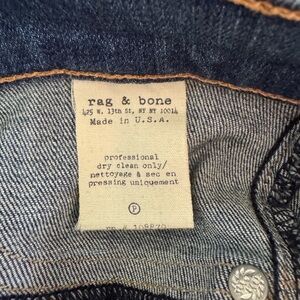 rag & bone
425 W. 13th St, NY NY 10014
Made in U.S.A.
professional
dry clean only/
nettoyage à sec en
pressing uniquement
P